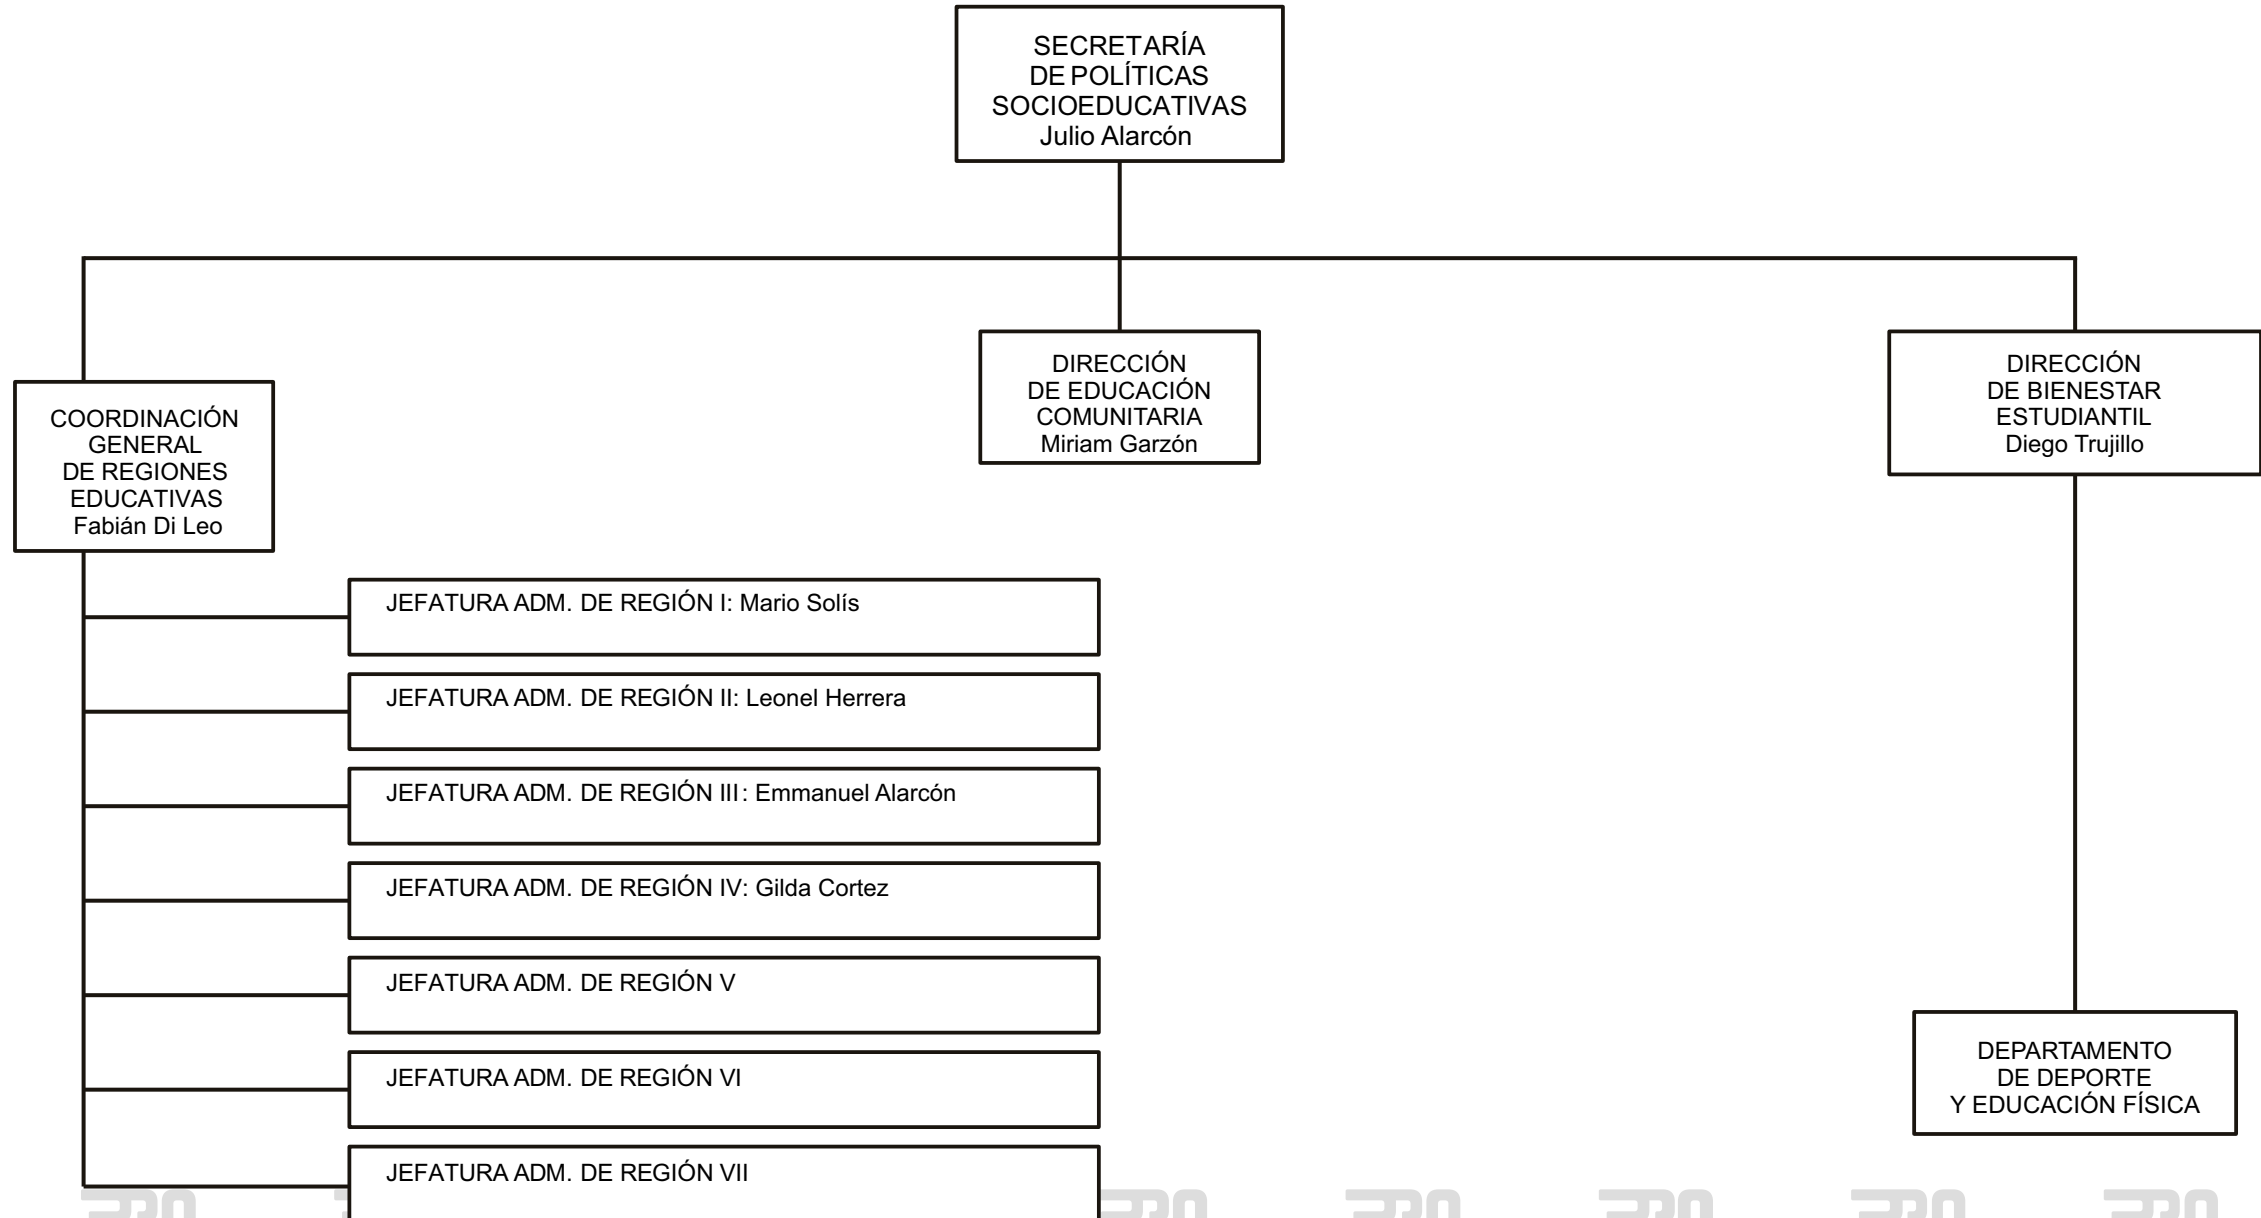 SECRETARÍA
DE POLÍTICAS
SOCIOEDUCATIVAS
Julio Alarcón
COORDINACIÓN
GENERAL
DE REGIONES
EDUCATIVAS
Fabián Di Leo
DIRECCIÓN
DE EDUCACIÓN
COMUNITARIA
Miriam Garzón
DIRECCIÓN
DE BIENESTAR
ESTUDIANTIL
Diego Trujillo
JEFATURA ADM. DE REGIÓN I: Mario Solís
JEFATURA ADM. DE REGIÓN II: Leonel Herrera
JEFATURA ADM. DE REGIÓN III: Emmanuel Alarcón
JEFATURA ADM. DE REGIÓN IV: Gilda Cortez
JEFATURA ADM. DE REGIÓN V
JEFATURA ADM. DE REGIÓN VI
JEFATURA ADM. DE REGIÓN VII
DEPARTAMENTO
DE DEPORTE
Y EDUCACIÓN FÍSICA